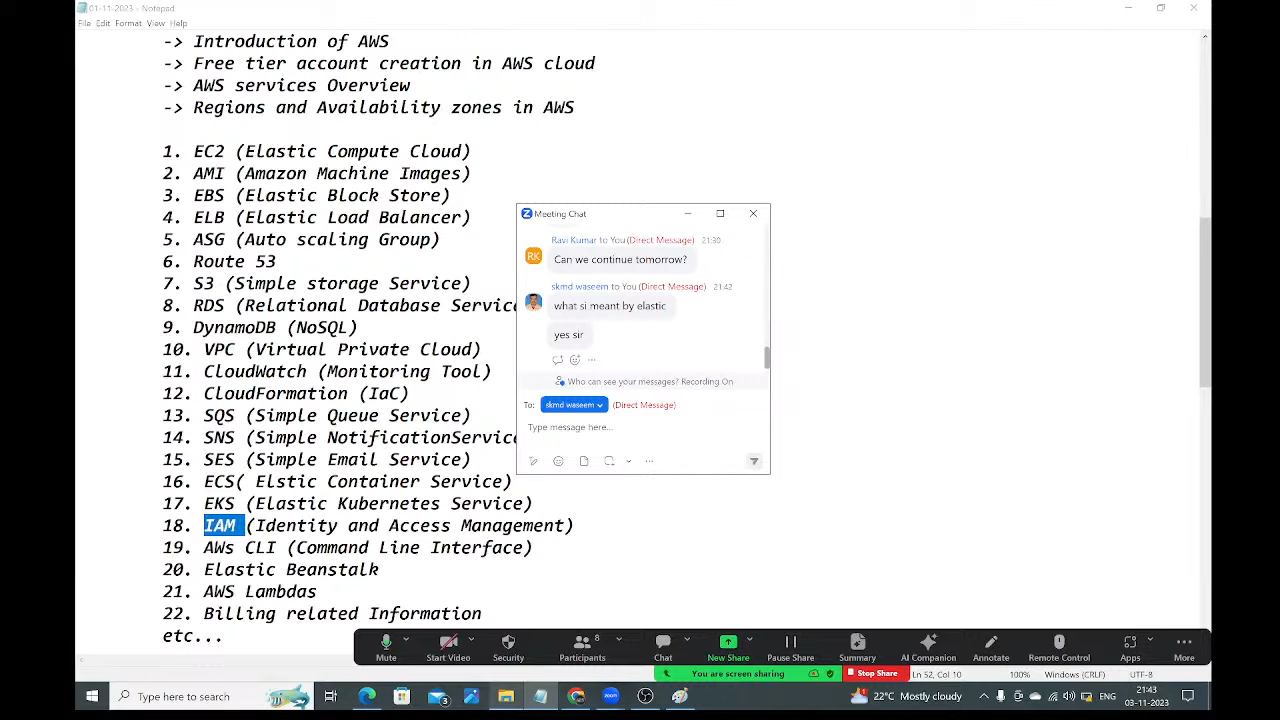 01-11-2023 - Notepad
File Edit Format View Help
-> Introduction of AWS
-> Free tier account creation in AWS cloud
-> AWS services Overview
-> Regions and Availability zones in AWS
1. EC2 (Elastic Compute Cloud)
2. AMI (Amazon Machine Images)
3. EBS (Elastic Block Store)
4. ELB (Elastic Load Balancer)
5. ASG (Auto scaling Group)
6. Route 53
7. S3 (Simple storage Service)
8. RDS (Relational Database Service
9. DynamoDB (NoSQL)
10. VPC (Virtual Private Cloud)
11. CloudWatch (Monitoring Tool)
12. CloudFormation (IaC)
13. SQS (Simple Queue Service)
14. SNS (Simple NotificationService
15. SES (Simple Email Service)
16. ECS( Elstic Container Service)
17. EKS (Elastic Kubernetes Service)
18. IAM (Identity and Access Management)
19. AWs CLI (Command Line Interface)
20. Elastic Beanstalk
21. AWS Lambdas
22. Billing related Information
etc...
Meeting Chat
Ravi Kumar to You (Direct Message) 21:30
RK
Can we continue tomorrow?
skmd waseem to You (Direct Message) 21:42
what si meant by elastic
yes sir
Who can see your messages? Recording On
To: skmd waseem (Direct Message)
Type message here...
8
Mute Start Video Security Participants Chat New Share Pause Share Summary AI Companion Annotate Remote Control Apps More
You are screen sharing Stop Share
Ln 52, Col 10 100% Windows (CRLF) UTF-8
Type here to search
3
zoom
1
22°C Mostly cloudy
ENG
21:43
03-11-2023